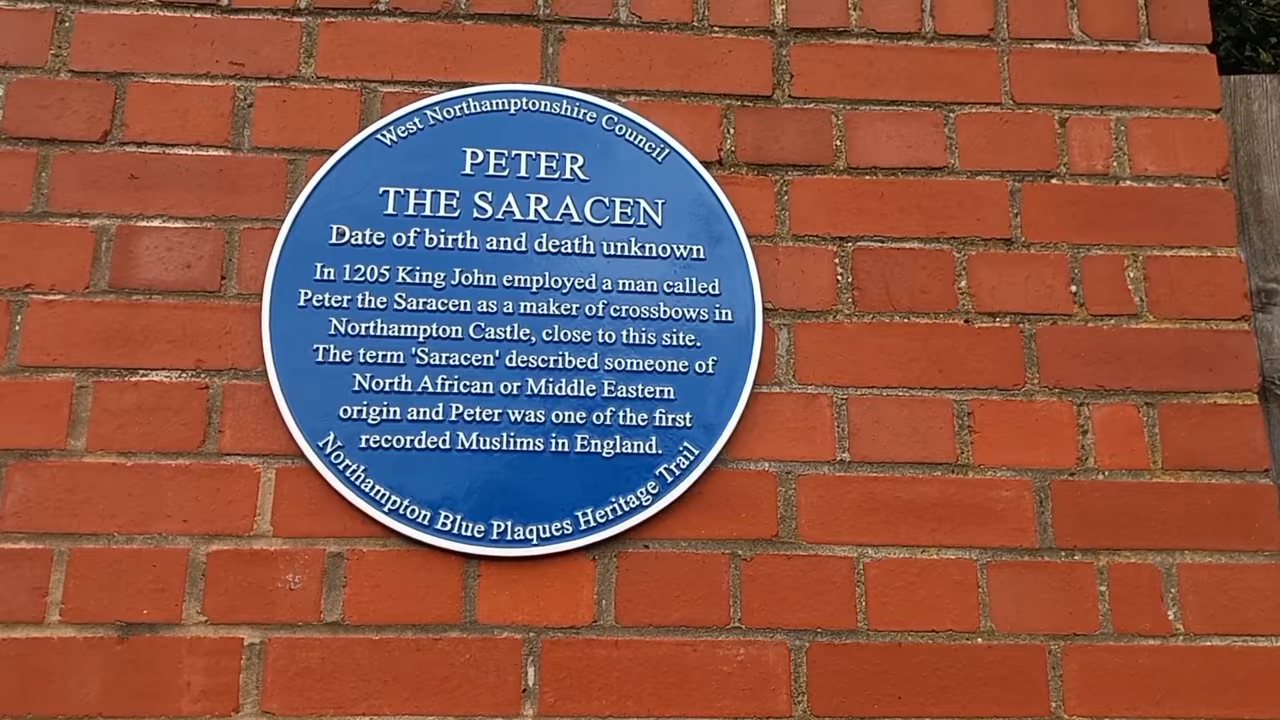 West Northamptonshire Council
PETER
THE SARACEN
Date of birth and death unknown
In 1205 King John employed a man called
Peter the Saracen as a maker of crossbows in
Northampton Castle, close to this site.
The term 'Saracen' described someone of
North African or Middle Eastern
origin and Peter was one of the first
recorded Muslims in England.
Northampton Blue Plaques Heritage Trail